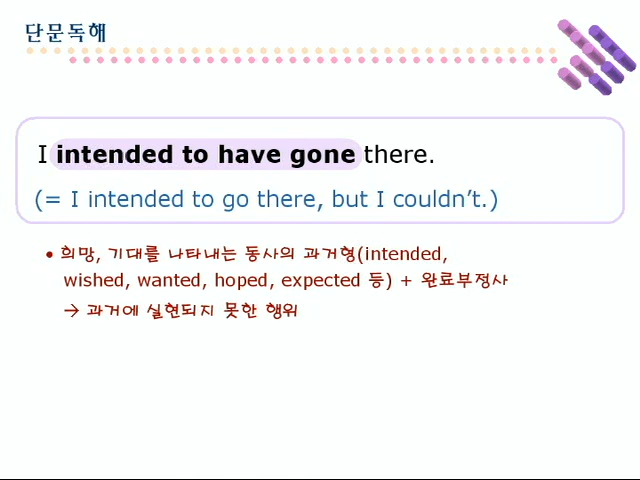 단문독해
I intended to have gone there.
(= I intended to go there, but I couldn't.)
• 희망, 기대를 나타내는 동사의 과거형(intended,
wished, wanted, hoped, expected 등) + 완료부정사
→ 과거에 실현되지 못한 행위